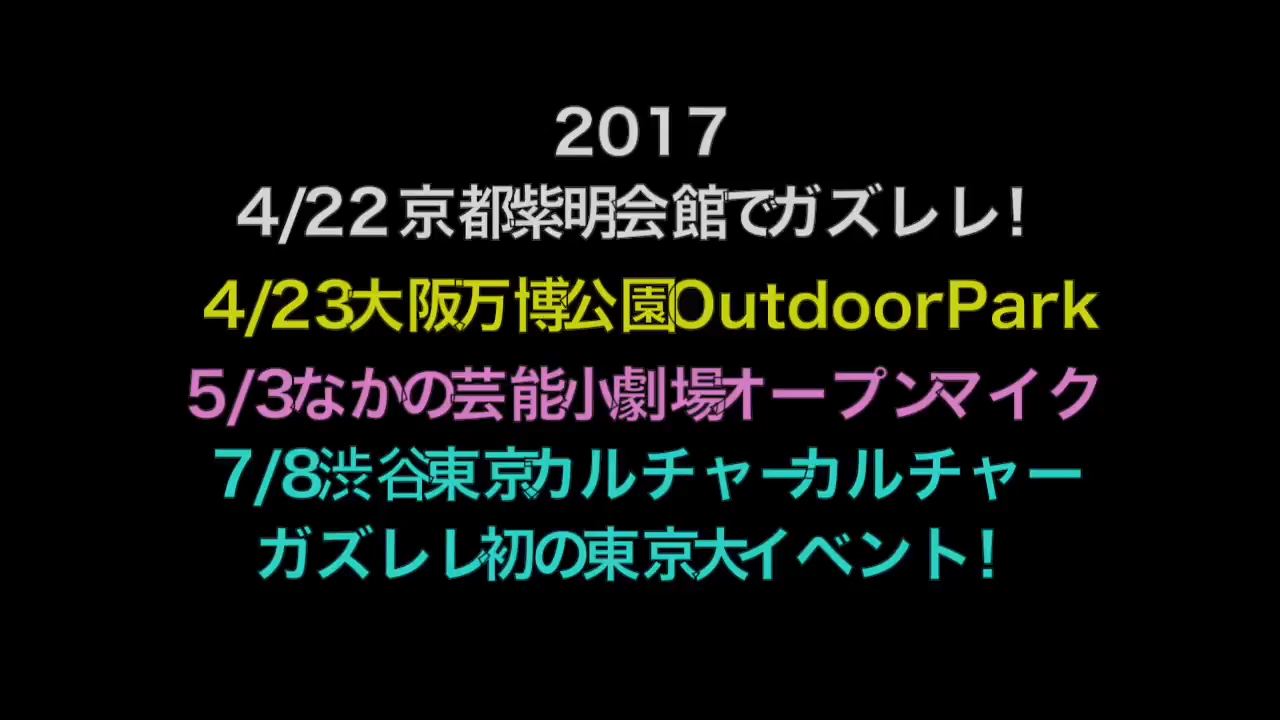 2017
4/22京都紫明会館でガズレレ！
4/23大阪万博公園OutdoorPark
5/3なかの芸能小劇場オープンマイク
7/8渋谷東京カルチャーカルチャー
ガズレレ初の東京大イベント！